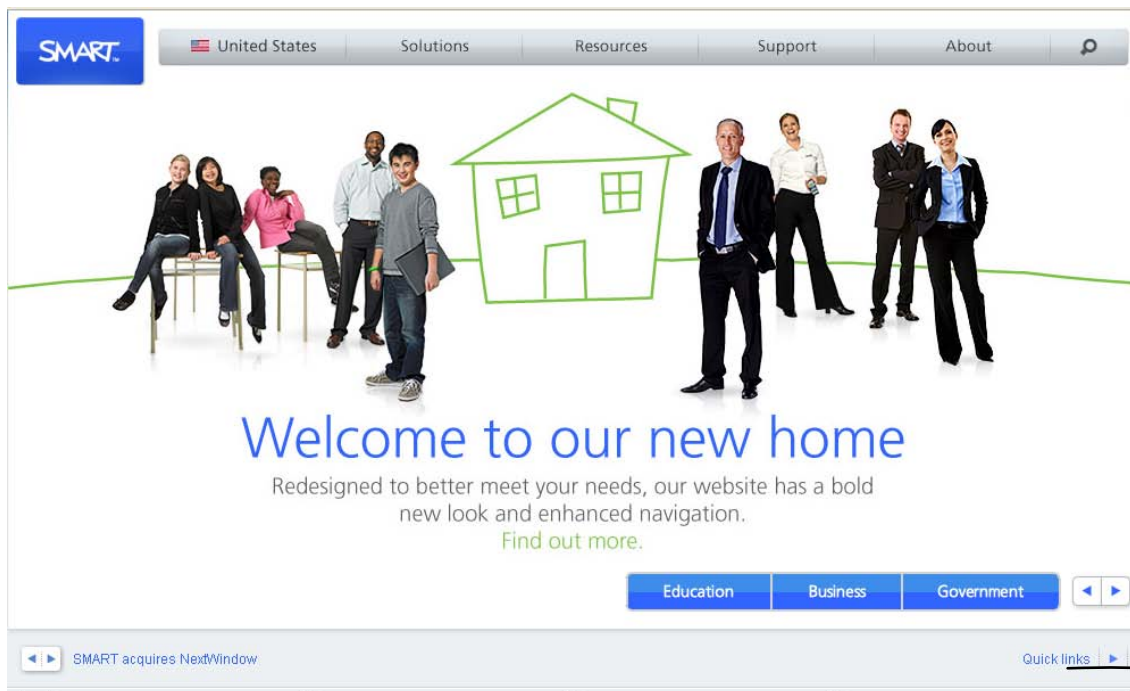 SMART™
United States Solutions Resources Support About
Welcome to our new home
Redesigned to better meet your needs, our website has a bold
new look and enhanced navigation.
Find out more.
Education Business Government
SMART acquires NextWindow Quick links